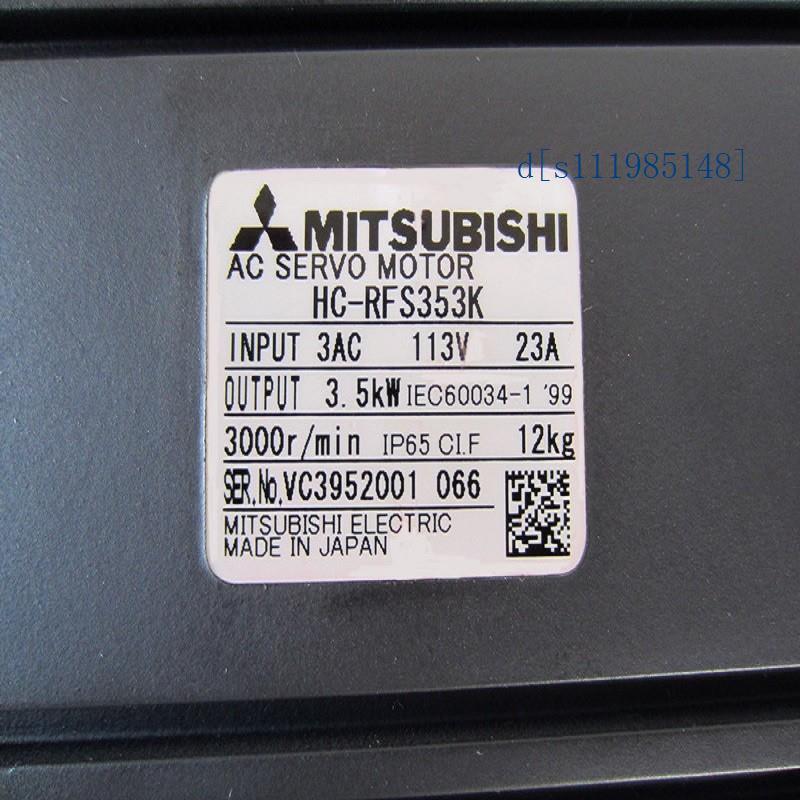 d[s111985148]
MITSUBISHI
AC SERVO MOTOR
HC-RFS353K
INPUT 3AC 113V 23A
OUTPUT 3.5kW IEC60034-1 '99
3000r/min IP65 CI.F 12kg
SER.No.VC3952001 066
MITSUBISHI ELECTRIC
MADE IN JAPAN